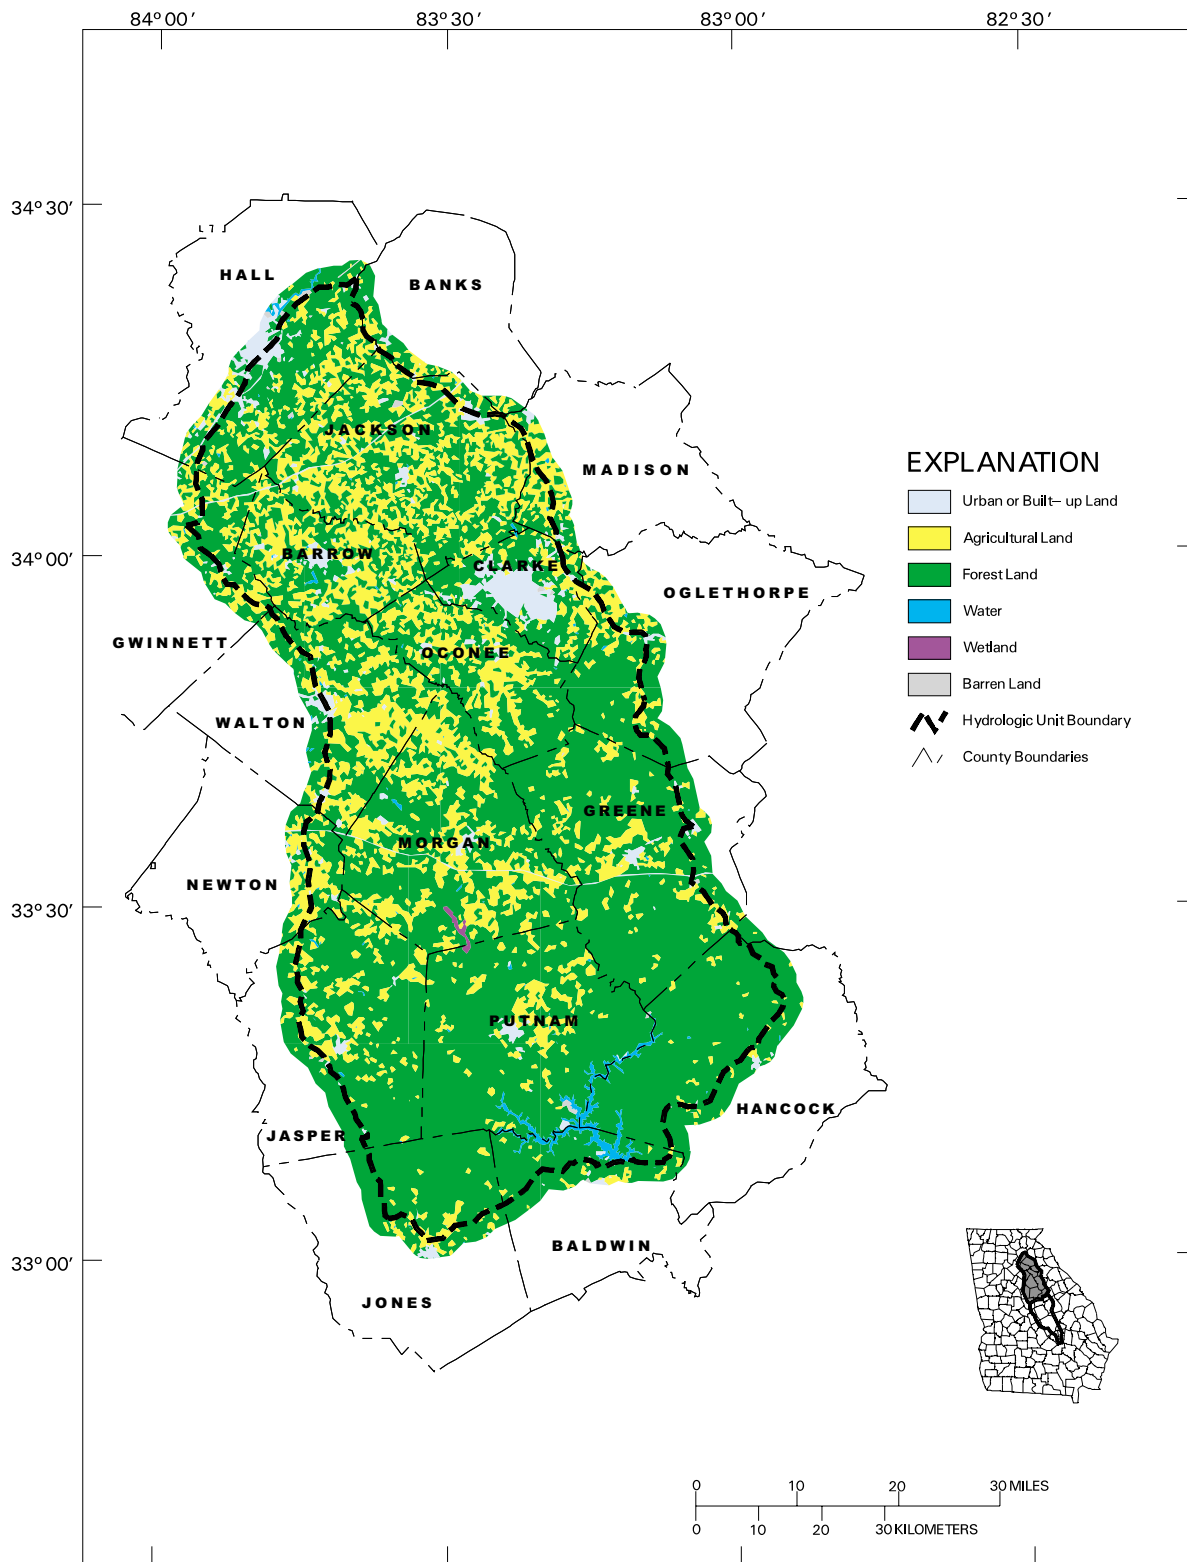 84° 00′ 83° 30′ 83° 00′ 82° 30′
34° 30′
HALL
BANKS
JACKSON
MADISON
EXPLANATION
Urban or Built– up Land
Agricultural Land
34° 00′
BARROW
CLARKE
Forest Land
OGLETHORPE
Water
GWINNETT
OCONEE
Wetland
Barren Land
WALTON
Hydrologic Unit Boundary
County Boundaries
GREENE
MORGAN
NEWTON
33° 30′
PUTNAM
HANCOCK
JASPER
BALDWIN
33° 00′
JONES
0 10 20 30 MILES
0 10 20 30 KILOMETERS